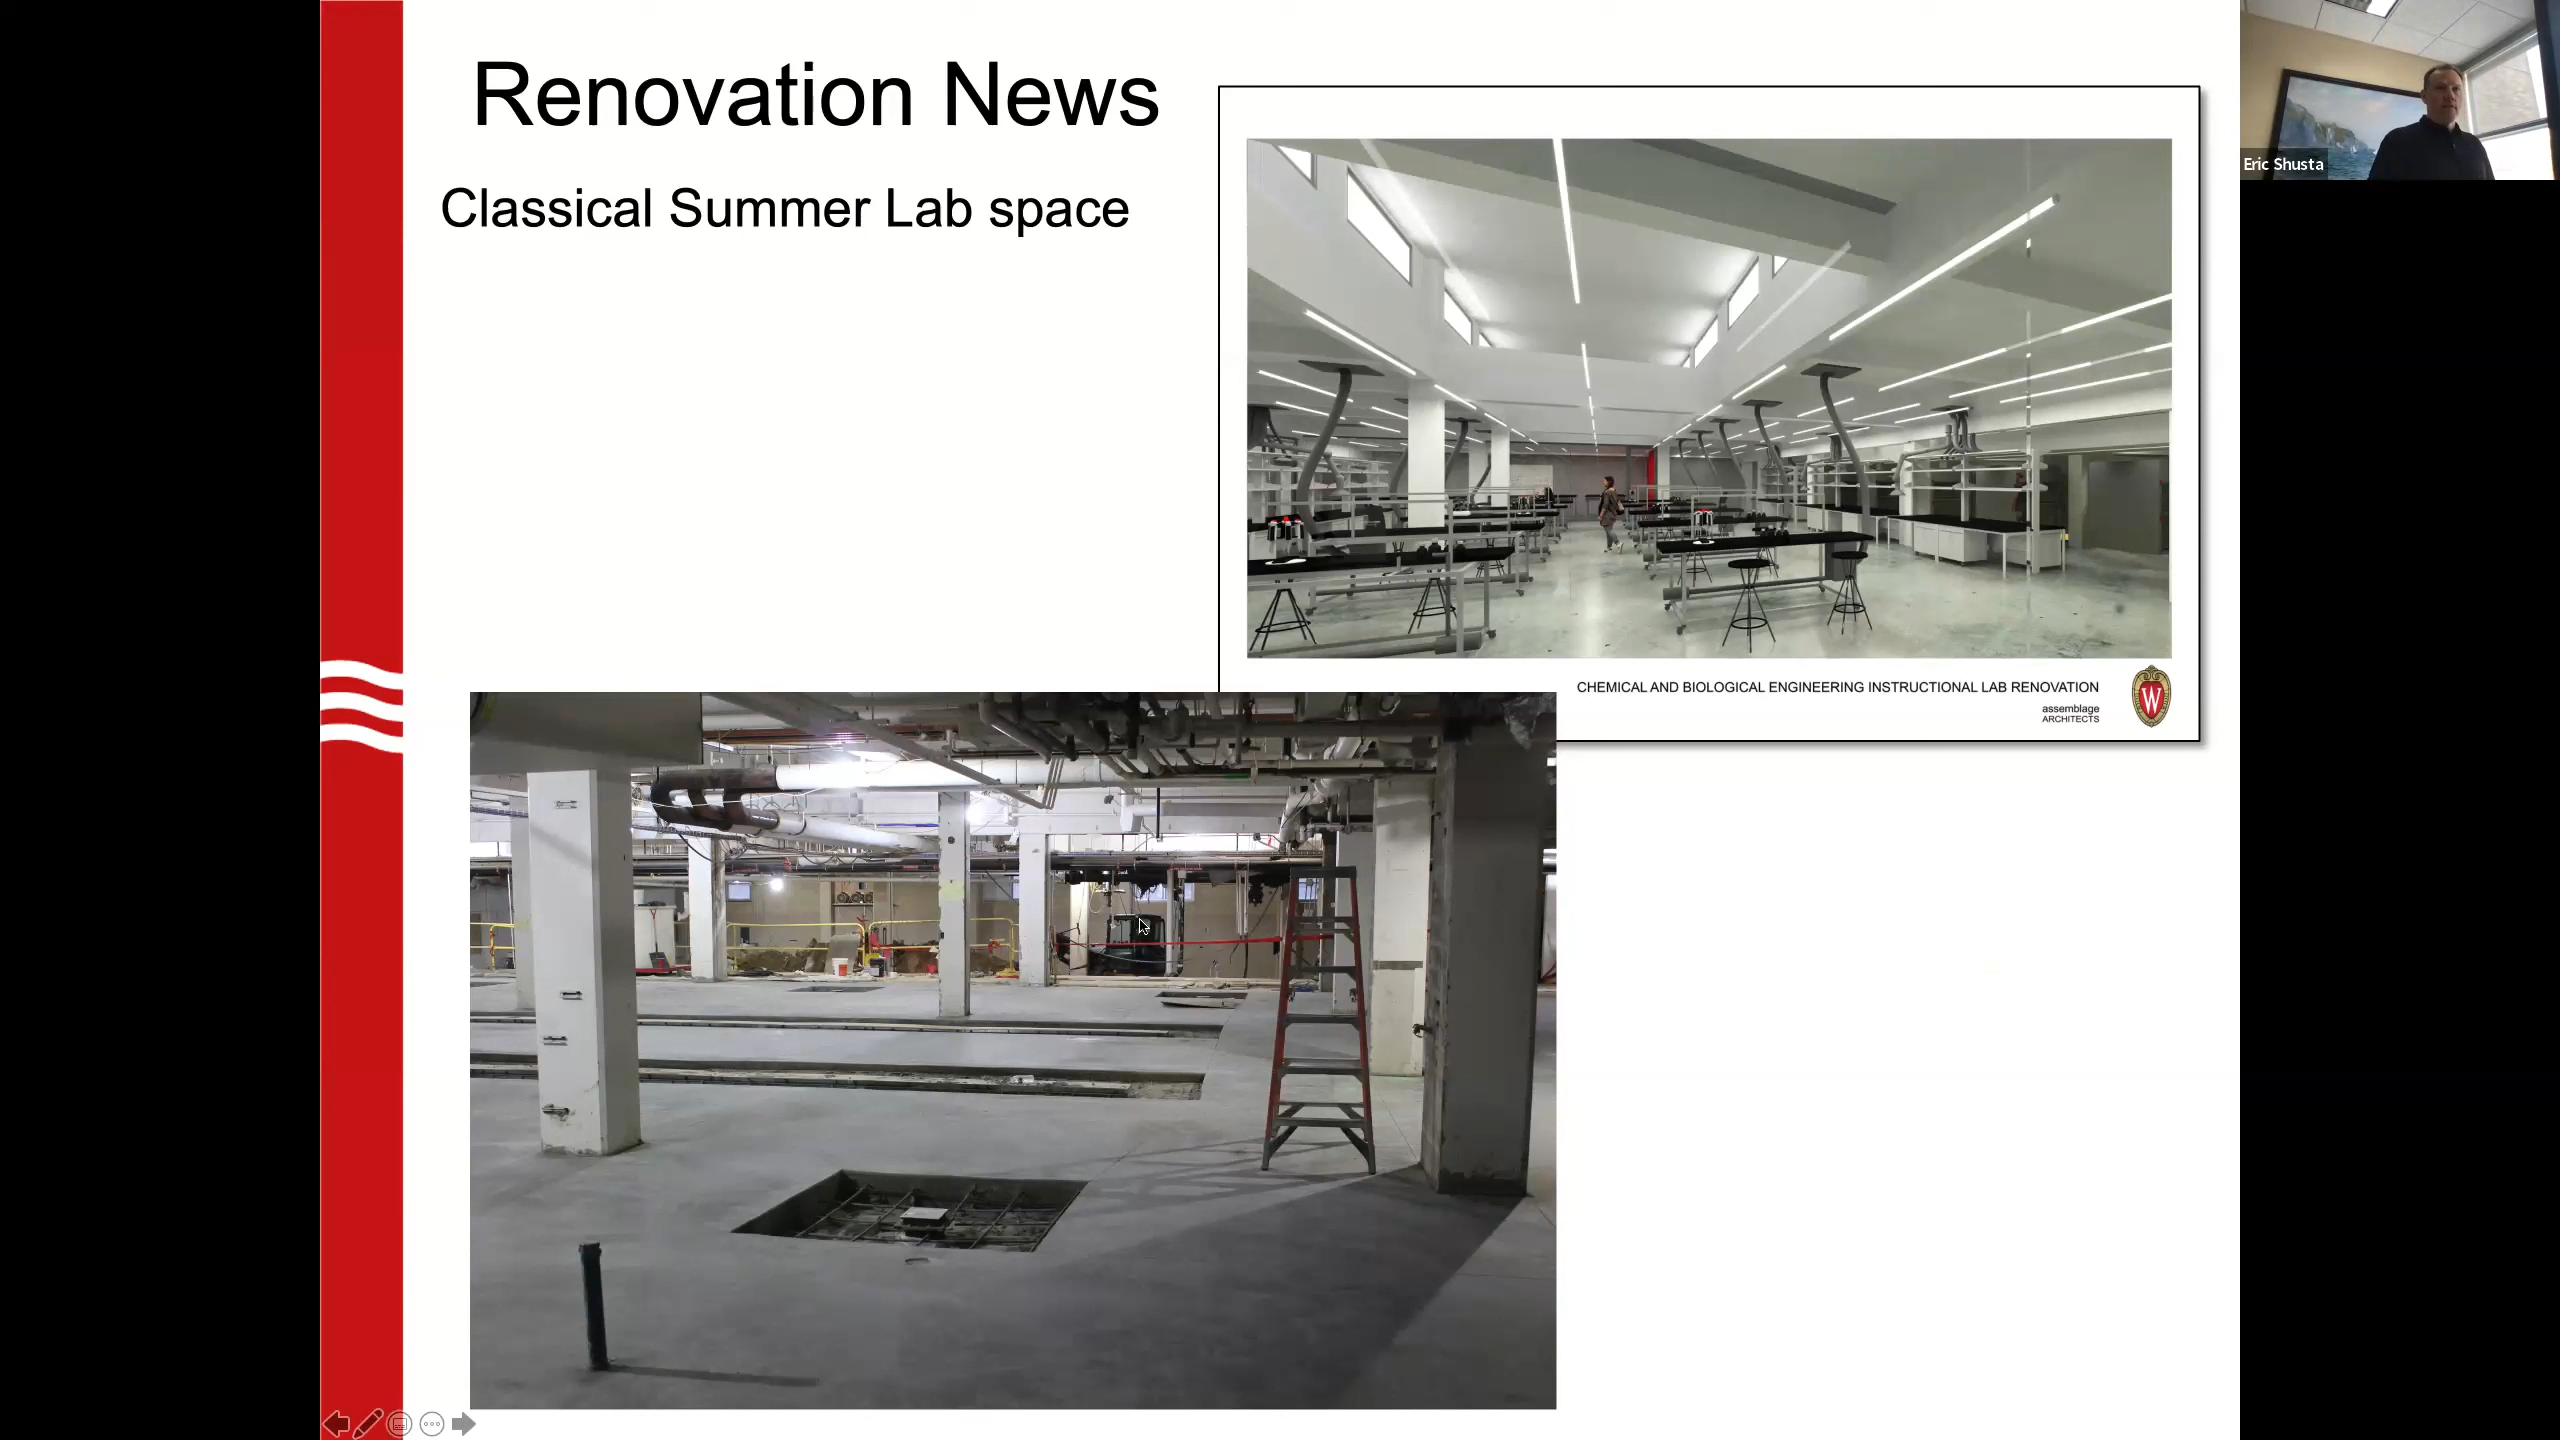 Renovation News
Classical Summer Lab space
CHEMICAL AND BIOLOGICAL ENGINEERING INSTRUCTIONAL LAB RENOVATION
assemblage
ARCHITECTS
W
Eric Shusta